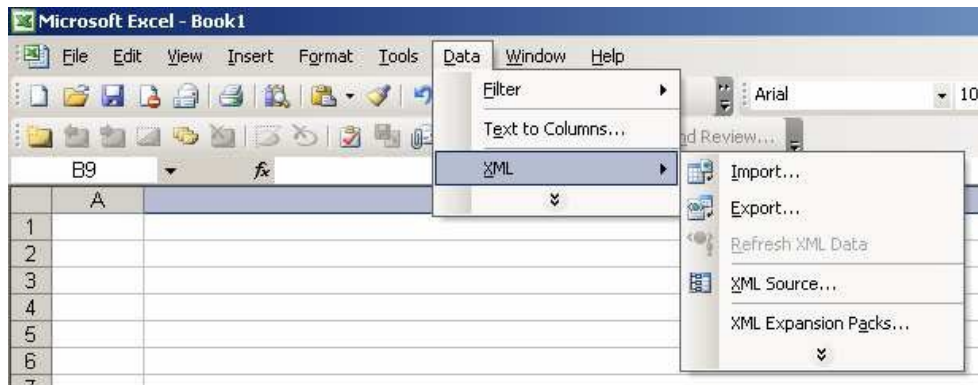 Microsoft Excel - Book1
File Edit View Insert Format Tools Data Window Help
Filter
Arial 10
Text to Columns...
Review...
B9 fx
XML
Import...
A
Export...
1
2
Refresh XML Data
3
XML Source...
4
5
XML Expansion Packs...
6